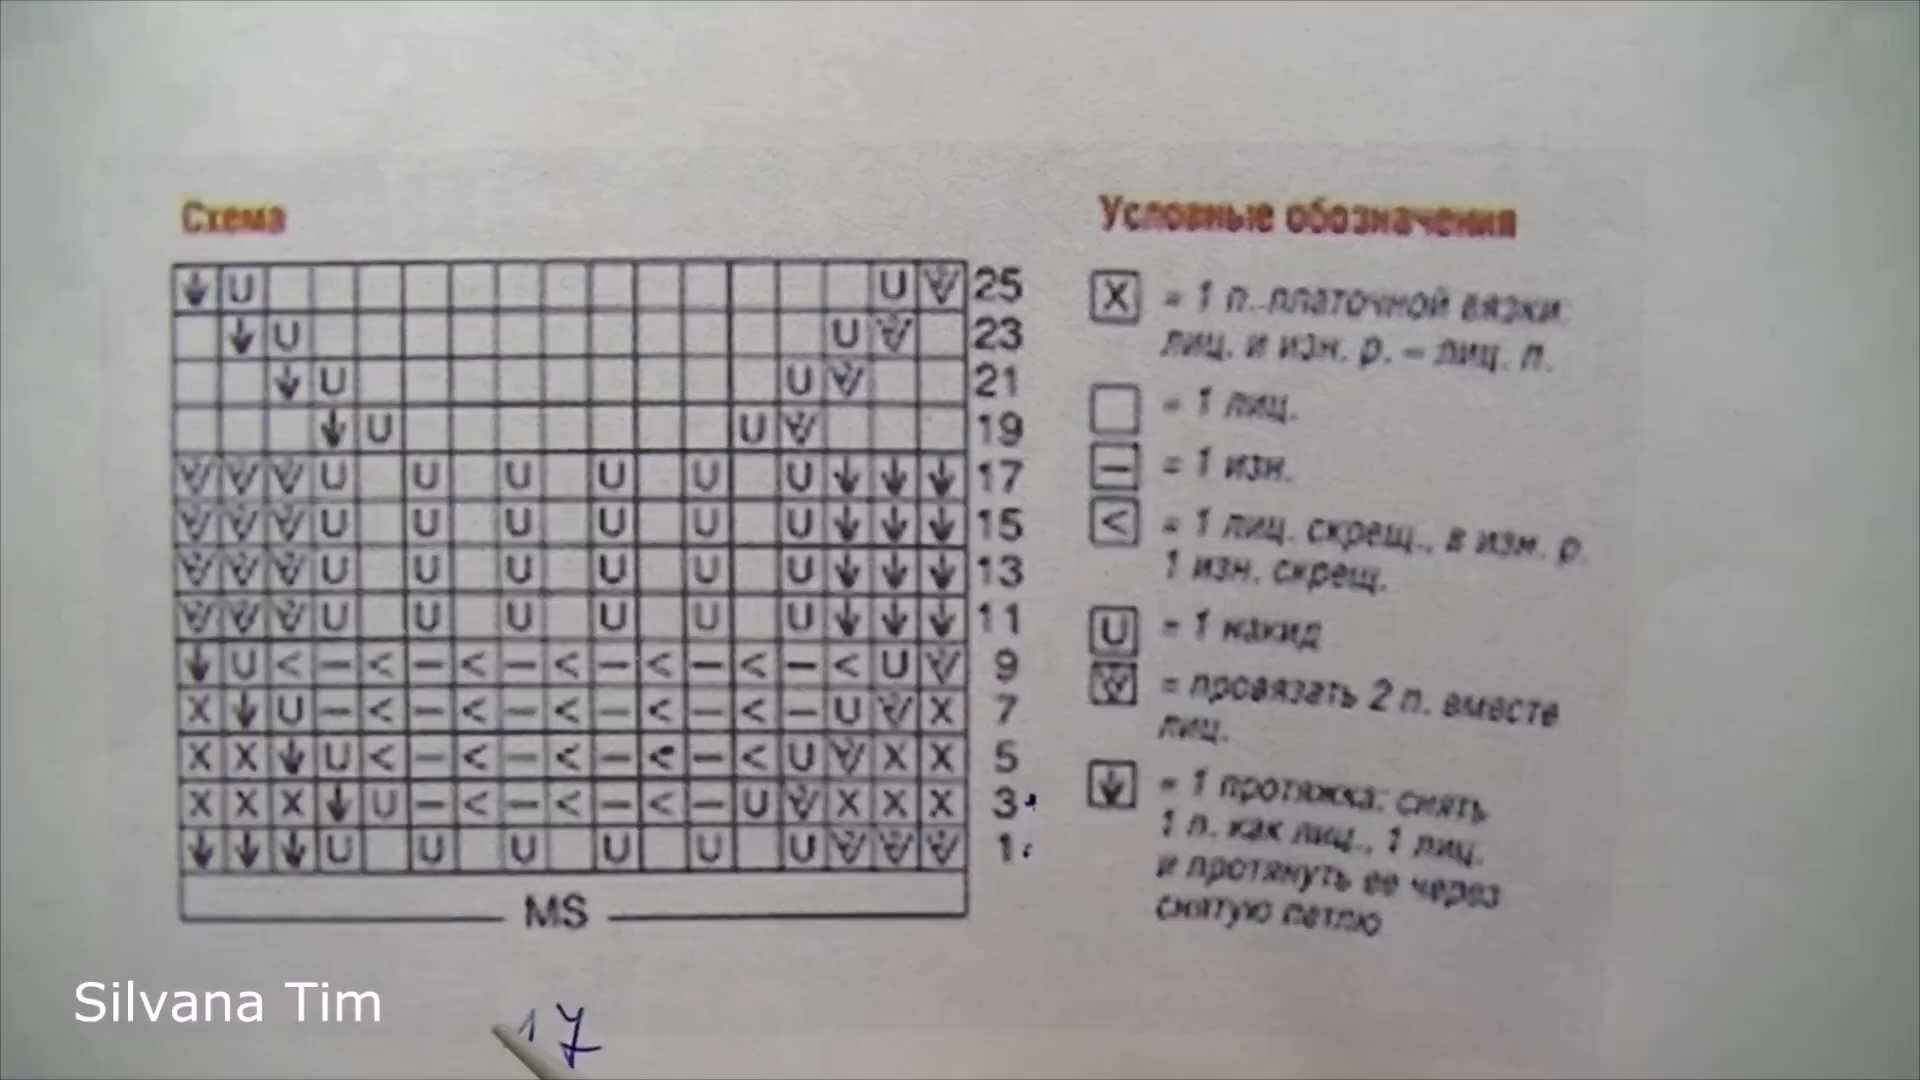 Схема
Условные обозначения
↓ U U V 25
↓ U U V 23
↓ U U V 21
↓ U U V 19
V V V U U U U U U ↓ ↓ ↓ 17
V V V U U U U U U ↓ ↓ ↓ 15
V V V U U U U U U ↓ ↓ ↓ 13
V V V U U U U U U ↓ ↓ ↓ 11
↓ U < – < – < – < – < – < – < U V 9
X ↓ U – < – < – < – < – < – U V X 7
X X ↓ U < – < – < – < – < U V X X 5
X X X ↓ U – < – < – < – U V X X X 3
↓ ↓ ↓ U U U U U U V V V 1
MS
X = 1 п. платочной вязки:
лиц. и изн. р. – лиц. п.
= 1 лиц.
– = 1 изн.
< = 1 лиц. скрещ., в изн. р.
1 изн. скрещ.
U = 1 накид
V = провязать 2 п. вместе
лиц.
↓ = 1 протяжка: снять
1 п. как лиц., 1 лиц.
и протянуть ее через
снятую петлю
Silvana Tim
17